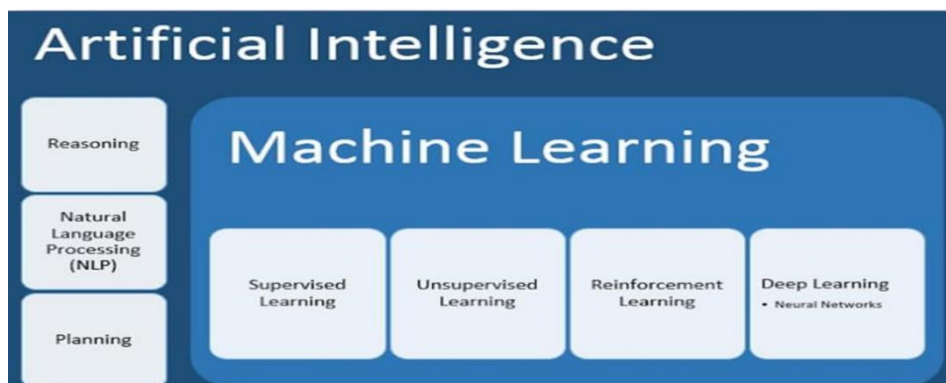 Artificial Intelligence
Reasoning
Natural
Language
Processing
(NLP)
Planning
Machine Learning
Supervised
Learning
Unsupervised
Learning
Reinforcement
Learning
Deep Learning
• Neural Networks